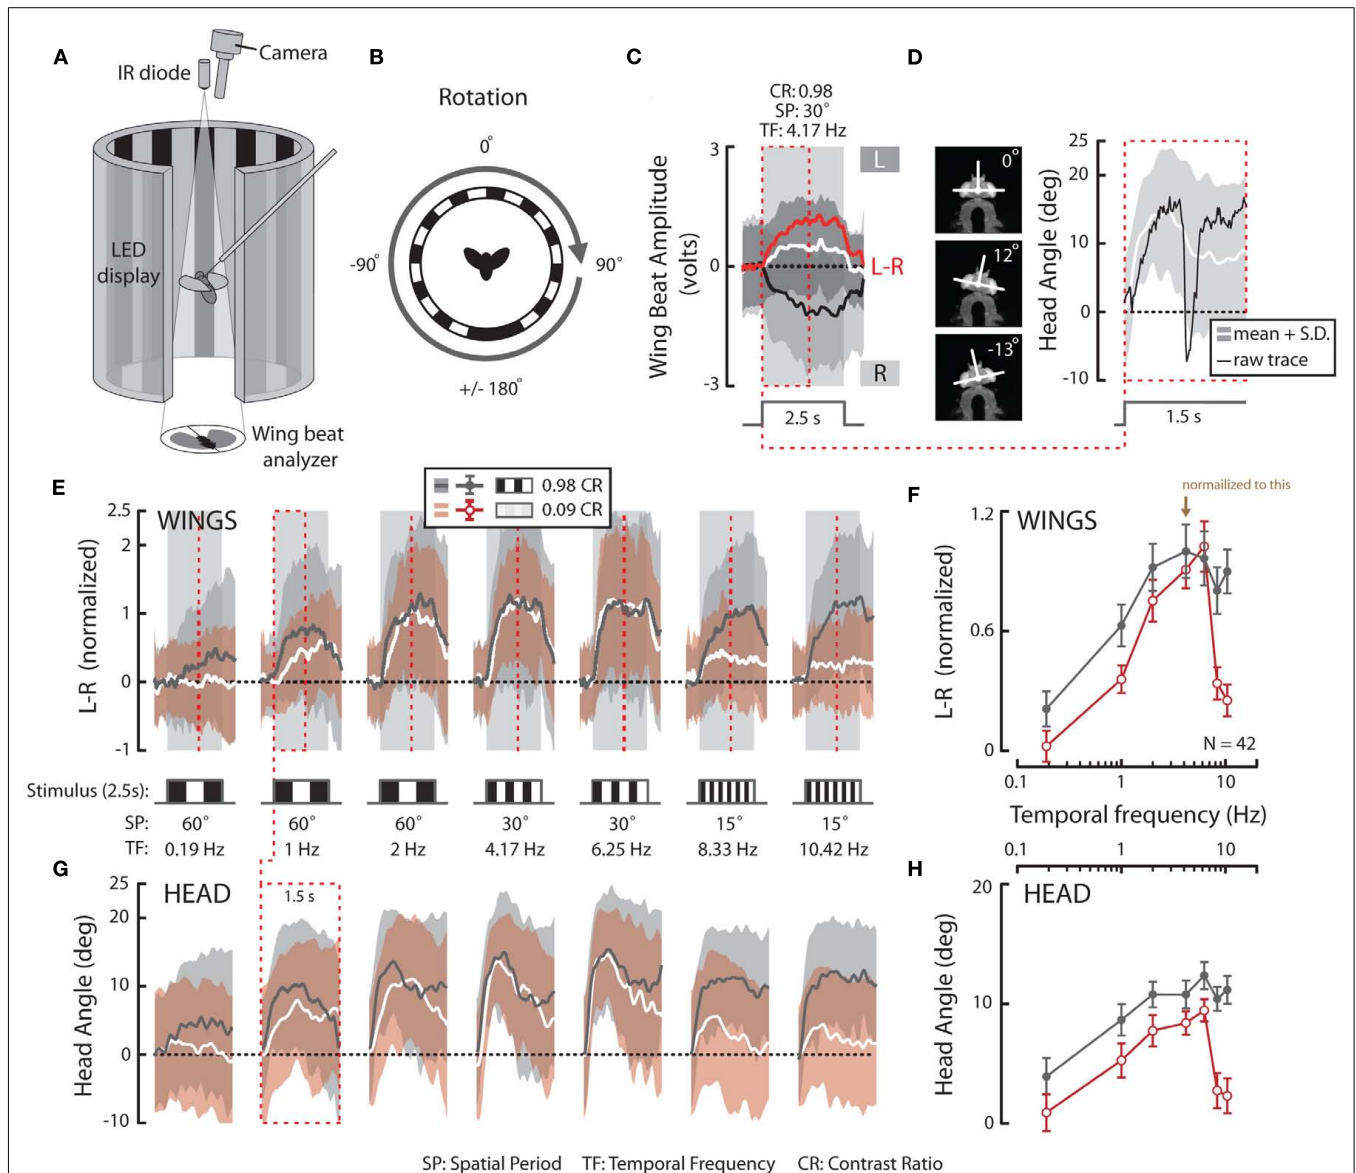 A
Camera
IR diode
LED
display
Wing beat
analyzer
B
Rotation
0°
-90°
90°
+/- 180°
C
CR: 0.98
SP: 30°
TF: 4.17 Hz
Wing Beat Amplitude
(volts)
3
0
-3
L
L-R
R
2.5 s
D
0°
12°
-13°
Head Angle (deg)
25
20
10
0
-10
mean + S.D.
raw trace
1.5 s
E
0.98 CR
0.09 CR
WINGS
L-R (normalized)
2.5
2
1
0
-1
Stimulus (2.5s):
SP: 60° 60° 60° 30° 30° 15° 15°
TF: 0.19 Hz 1 Hz 2 Hz 4.17 Hz 6.25 Hz 8.33 Hz 10.42 Hz
F
normailized to this
WINGS
L-R (normalized)
1.2
0.6
0
N = 42
0.1 1 10
Temporal frequency (Hz)
G
HEAD
1.5 s
Head Angle (deg)
25
20
10
0
-10
H
0.1 1 10
HEAD
Head Angle (deg)
20
10
0
SP: Spatial Period TF: Temporal Frequency CR: Contrast Ratio